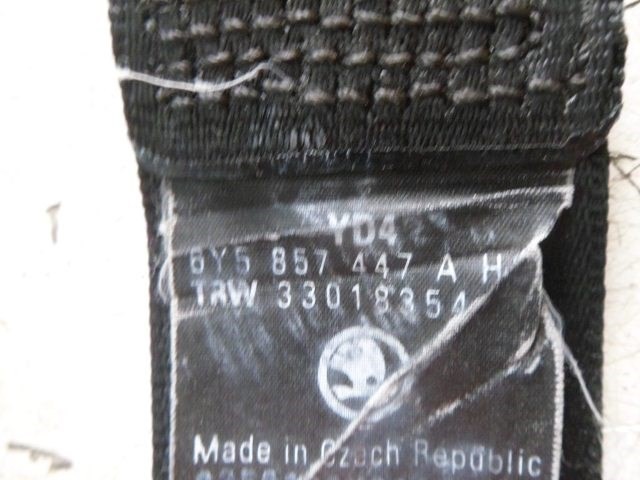 YD4
6Y5 857 447 A H
TRW 33018354
Made in Czech Republic